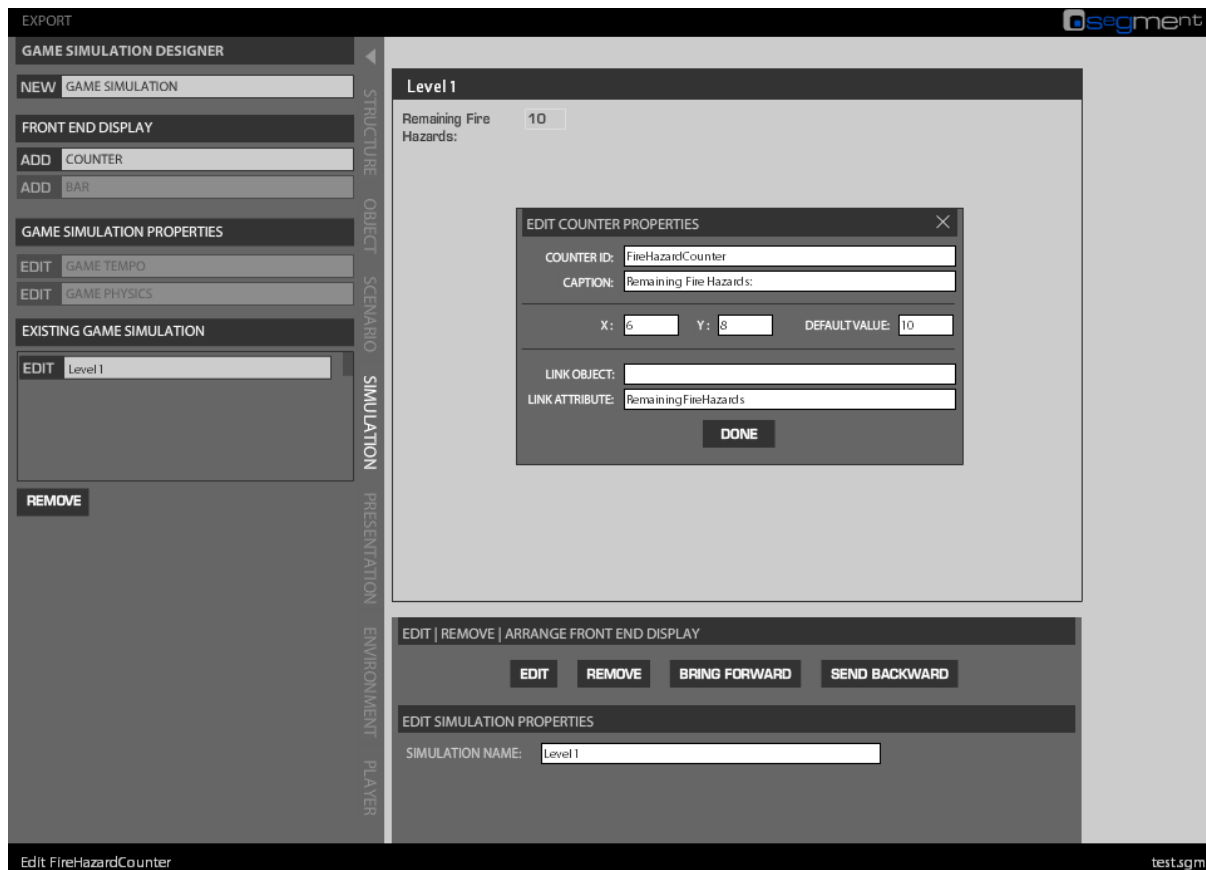 EXPORT
segment
GAME SIMULATION DESIGNER
NEW GAME SIMULATION
FRONT END DISPLAY
ADD COUNTER
ADD BAR
GAME SIMULATION PROPERTIES
EDIT GAME TEMPO
EDIT GAME PHYSICS
EXISTING GAME SIMULATION
EDIT Level 1
REMOVE
STRUCTURE
OBJECT
SCENARIO
SIMULATION
PRESENTATION
ENVIRONMENT
PLAYER
Level 1
Remaining Fire 10
Hazards:
EDIT COUNTER PROPERTIES
COUNTER ID: FireHazardCounter
CAPTION: Remaining Fire Hazards:
X: 6 Y: 8 DEFAULT VALUE: 10
LINK OBJECT:
LINK ATTRIBUTE: RemainingFireHazards
DONE
EDIT | REMOVE | ARRANGE FRONT END DISPLAY
EDIT REMOVE BRING FORWARD SEND BACKWARD
EDIT SIMULATION PROPERTIES
SIMULATION NAME: Level 1
Edit FireHazardCounter
test.sgm